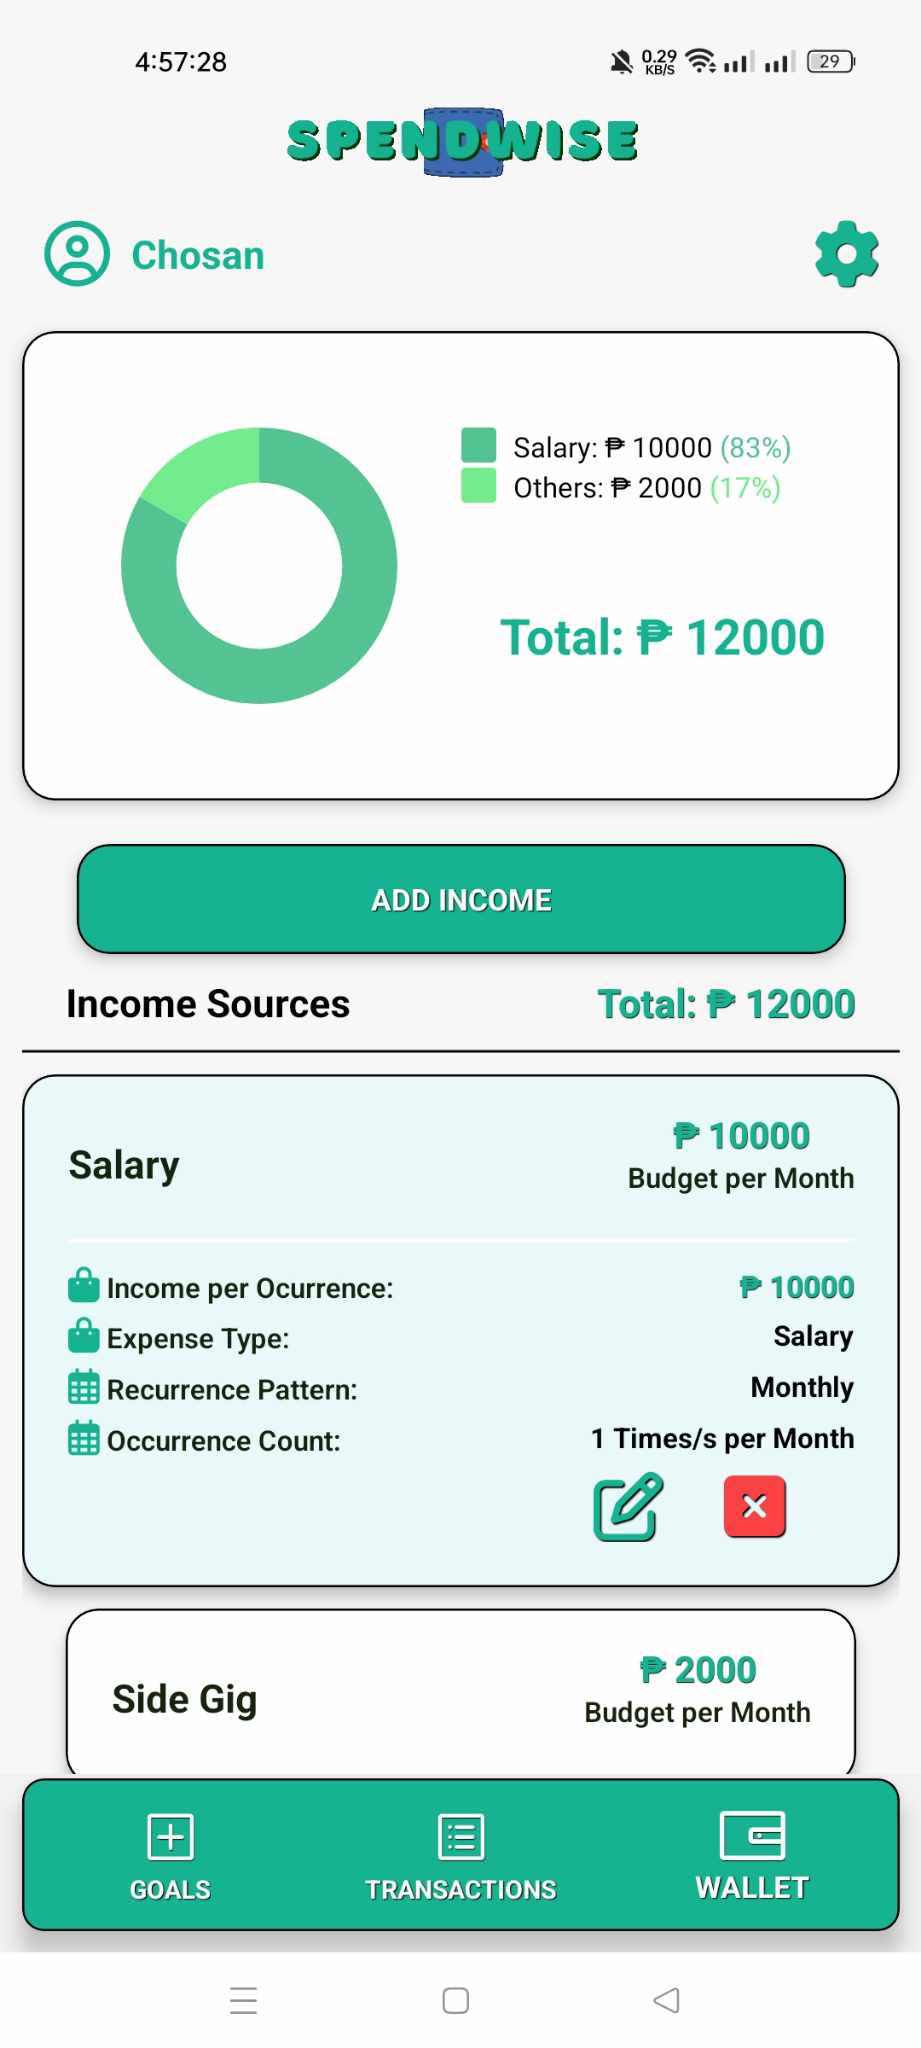 4:57:28
0.29
KB/S
29
SPENDWISE
Chosan
Salary: ₱ 10000 (83%)
Others: ₱ 2000 (17%)
Total: ₱ 12000
ADD INCOME
Income Sources Total: ₱ 12000
Salary
₱ 10000
Budget per Month
Income per Ocurrence: ₱ 10000
Expense Type: Salary
Recurrence Pattern: Monthly
Occurrence Count: 1 Times/s per Month
Side Gig
₱ 2000
Budget per Month
GOALS TRANSACTIONS WALLET